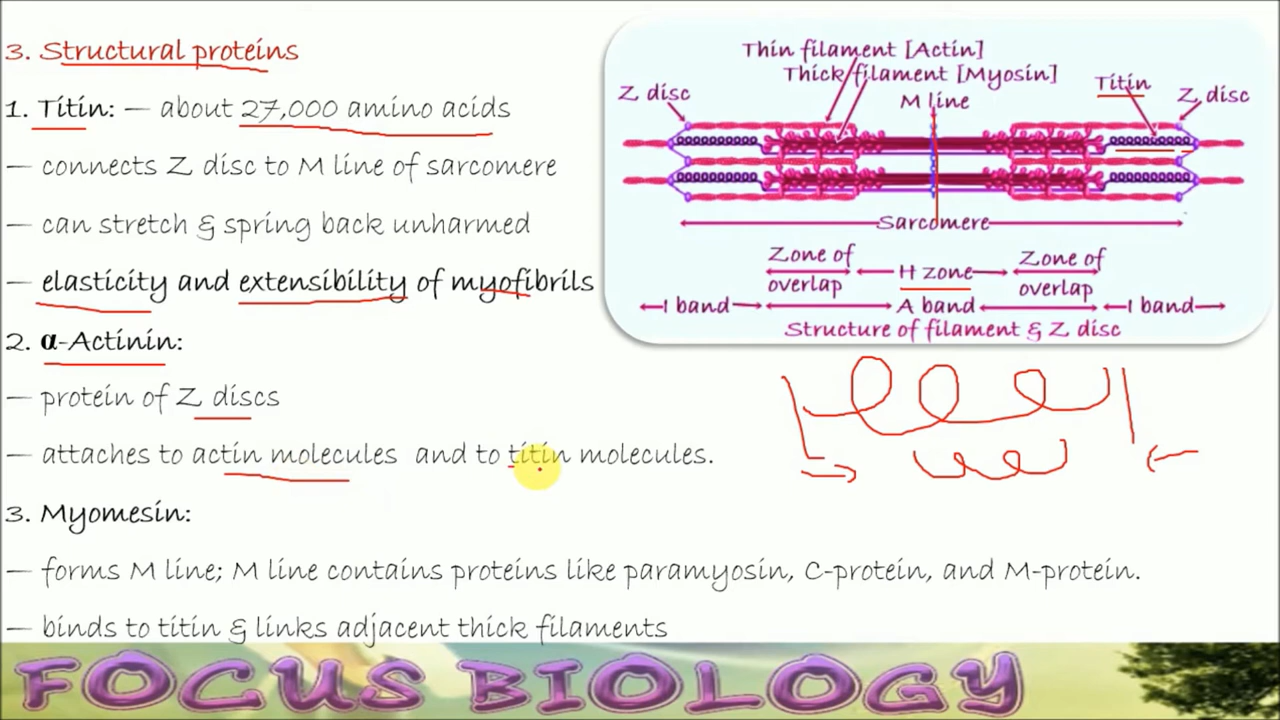 3. Structural proteins
1. Titin: — about 27,000 amino acids
— connects Z disc to M line of sarcomere
— can stretch & spring back unharmed
— elasticity and extensibility of myofibrils
2. α-Actinin:
— protein of Z discs
— attaches to actin molecules and to titin molecules.
3. Myomesin:
— forms M line; M line contains proteins like paramyosin, C-protein, and M-protein.
— binds to titin & links adjacent thick filaments
Thin filament [Actin]
Thick filament [Myosin]
Z disc
M line
Titin
Z disc
Sarcomere
Zone of overlap
H zone
Zone of overlap
I band
A band
I band
Structure of filament & Z disc
FOCUS BIOLOGY